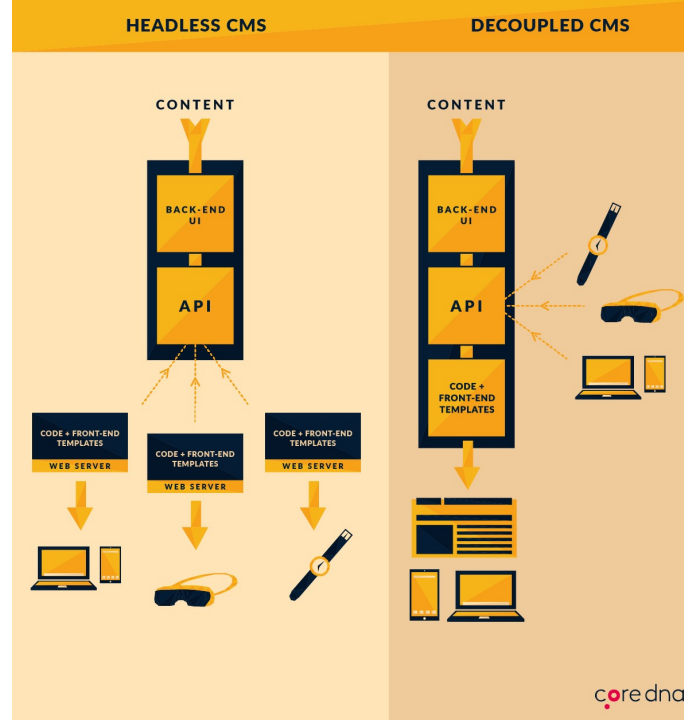 HEADLESS CMS
CONTENT
BACK-END
UI
API
CODE + FRONT-END
TEMPLATES
WEB SERVER
CODE + FRONT-END
TEMPLATES
WEB SERVER
CODE + FRONT-END
TEMPLATES
WEB SERVER
DECOUPLED CMS
CONTENT
BACK-END
UI
API
CODE +
FRONT-END
TEMPLATES
core dna